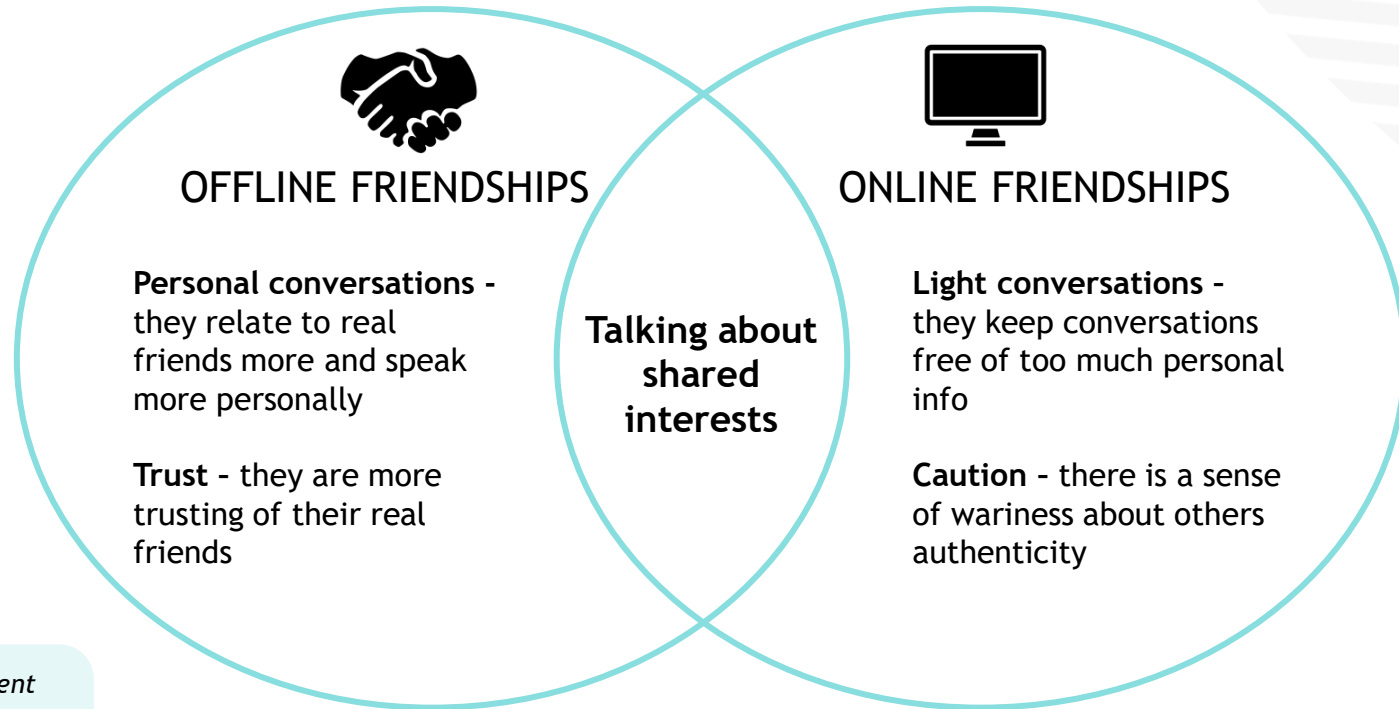 OFFLINE FRIENDSHIPS
Personal conversations -
they relate to real
friends more and speak
more personally
Trust – they are more
trusting of their real
friends
Talking about
shared
interests
ONLINE FRIENDSHIPS
Light conversations –
they keep conversations
free of too much personal
info
Caution – there is a sense
of wariness about others
authenticity